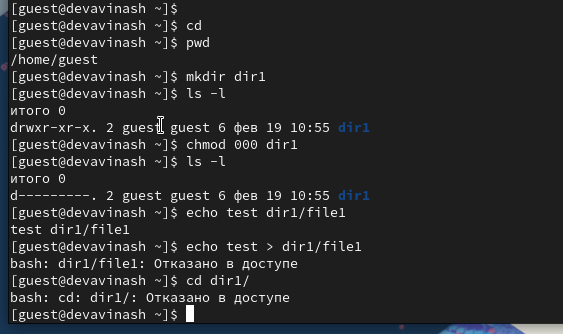 [guest@devavinash ~]$
[guest@devavinash ~]$ cd
[guest@devavinash ~]$ pwd
/home/guest
[guest@devavinash ~]$ mkdir dir1
[guest@devavinash ~]$ ls -l
итого 0
drwxr-xr-x. 2 guest guest 6 фев 19 10:55 dir1
[guest@devavinash ~]$ chmod 000 dir1
[guest@devavinash ~]$ ls -l
итого 0
d---------. 2 guest guest 6 фев 19 10:55 dir1
[guest@devavinash ~]$ echo test dir1/file1
test dir1/file1
[guest@devavinash ~]$ echo test > dir1/file1
bash: dir1/file1: Отказано в доступе
[guest@devavinash ~]$ cd dir1/
bash: cd: dir1/: Отказано в доступе
[guest@devavinash ~]$